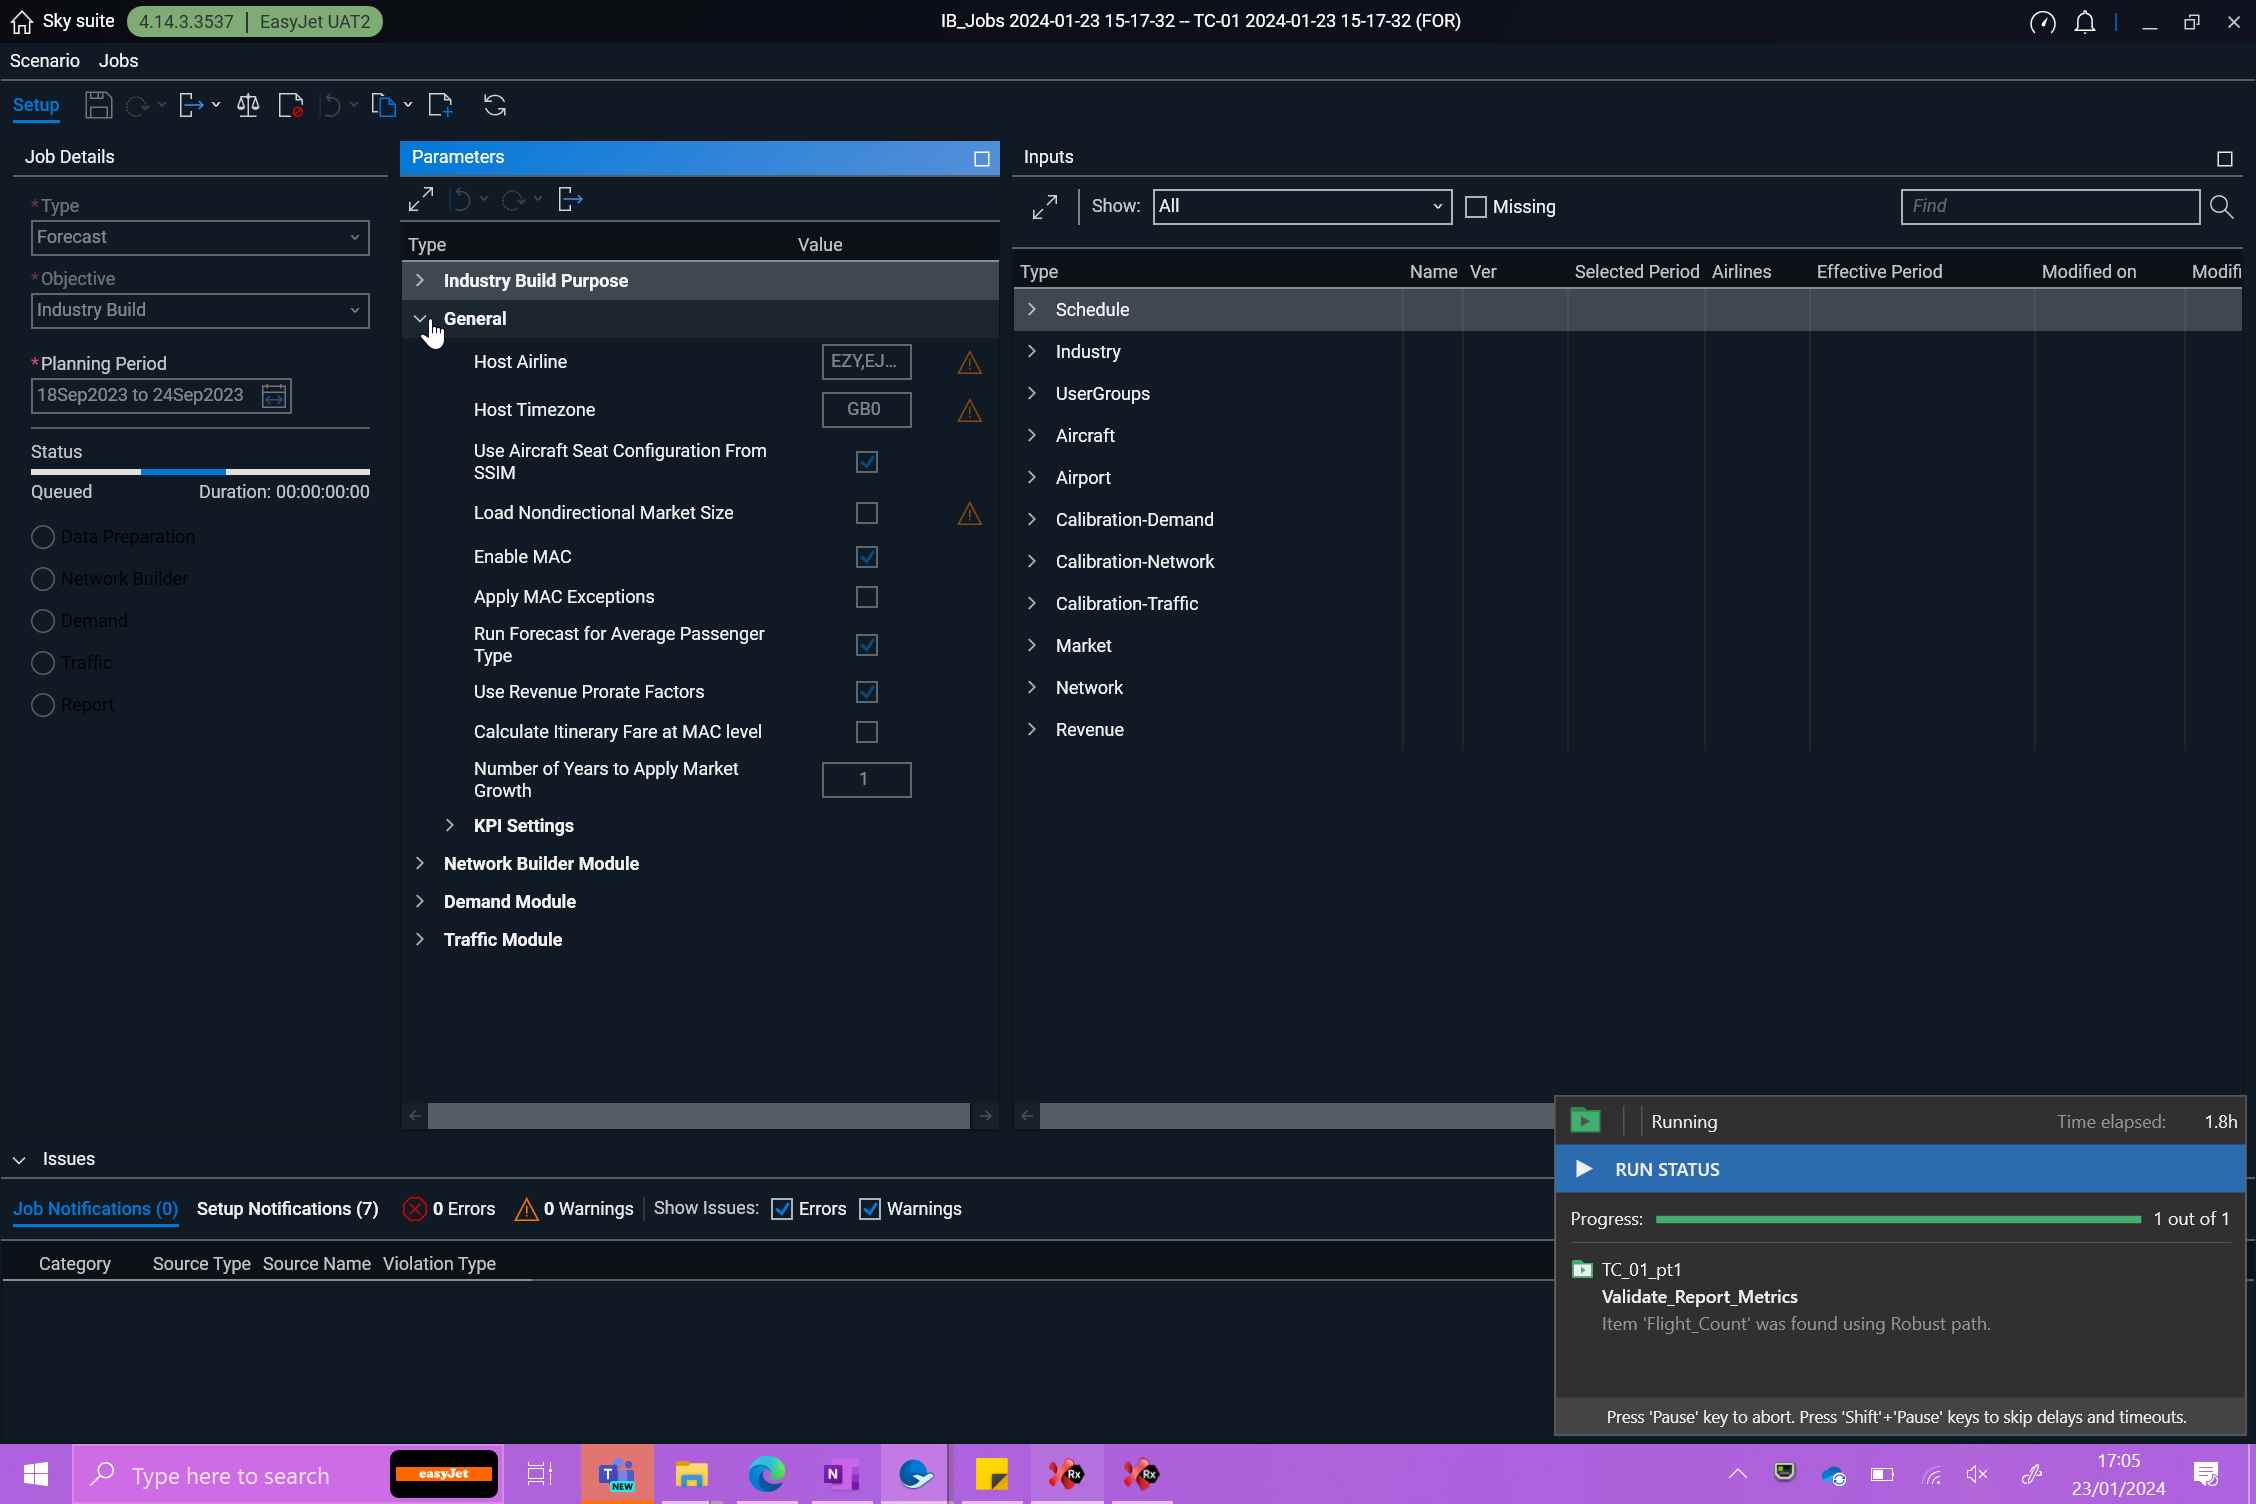 Sky suite 4.14.3.3537 | EasyJet UAT2
IB_Jobs 2024-01-23 15-17-32 -- TC-01 2024-01-23 15-17-32 (FOR)
Scenario Jobs
Setup
Job Details
*Type
Forecast
*Objective
Industry Build
*Planning Period
18Sep2023 to 24Sep2023
Status
Queued Duration: 00:00:00:00
Data Preparation
Network Builder
Demand
Traffic
Report
Parameters
Type Value
Industry Build Purpose
General
Host Airline EZY,EJ...
Host Timezone GB0
Use Aircraft Seat Configuration From
SSIM
Load Nondirectional Market Size
Enable MAC
Apply MAC Exceptions
Run Forecast for Average Passenger
Type
Use Revenue Prorate Factors
Calculate Itinerary Fare at MAC level
Number of Years to Apply Market
Growth
1
KPI Settings
Network Builder Module
Demand Module
Traffic Module
Inputs
Show: All Missing Find
Type Name Ver Selected Period Airlines Effective Period Modified on Modifi
Schedule
Industry
UserGroups
Aircraft
Airport
Calibration-Demand
Calibration-Network
Calibration-Traffic
Market
Network
Revenue
Issues
Job Notifications (0) Setup Notifications (7) 0 Errors 0 Warnings Show Issues: Errors Warnings
Category Source Type Source Name Violation Type
Running Time elapsed: 1.8h
RUN STATUS
Progress: 1 out of 1
TC_01_pt1
Validate_Report_Metrics
Item 'Flight_Count' was found using Robust path.
Press 'Pause' key to abort. Press 'Shift'+'Pause' keys to skip delays and timeouts.
Type here to search
easyJet
T
NEW
N
Rx
Rx
17:05
23/01/2024